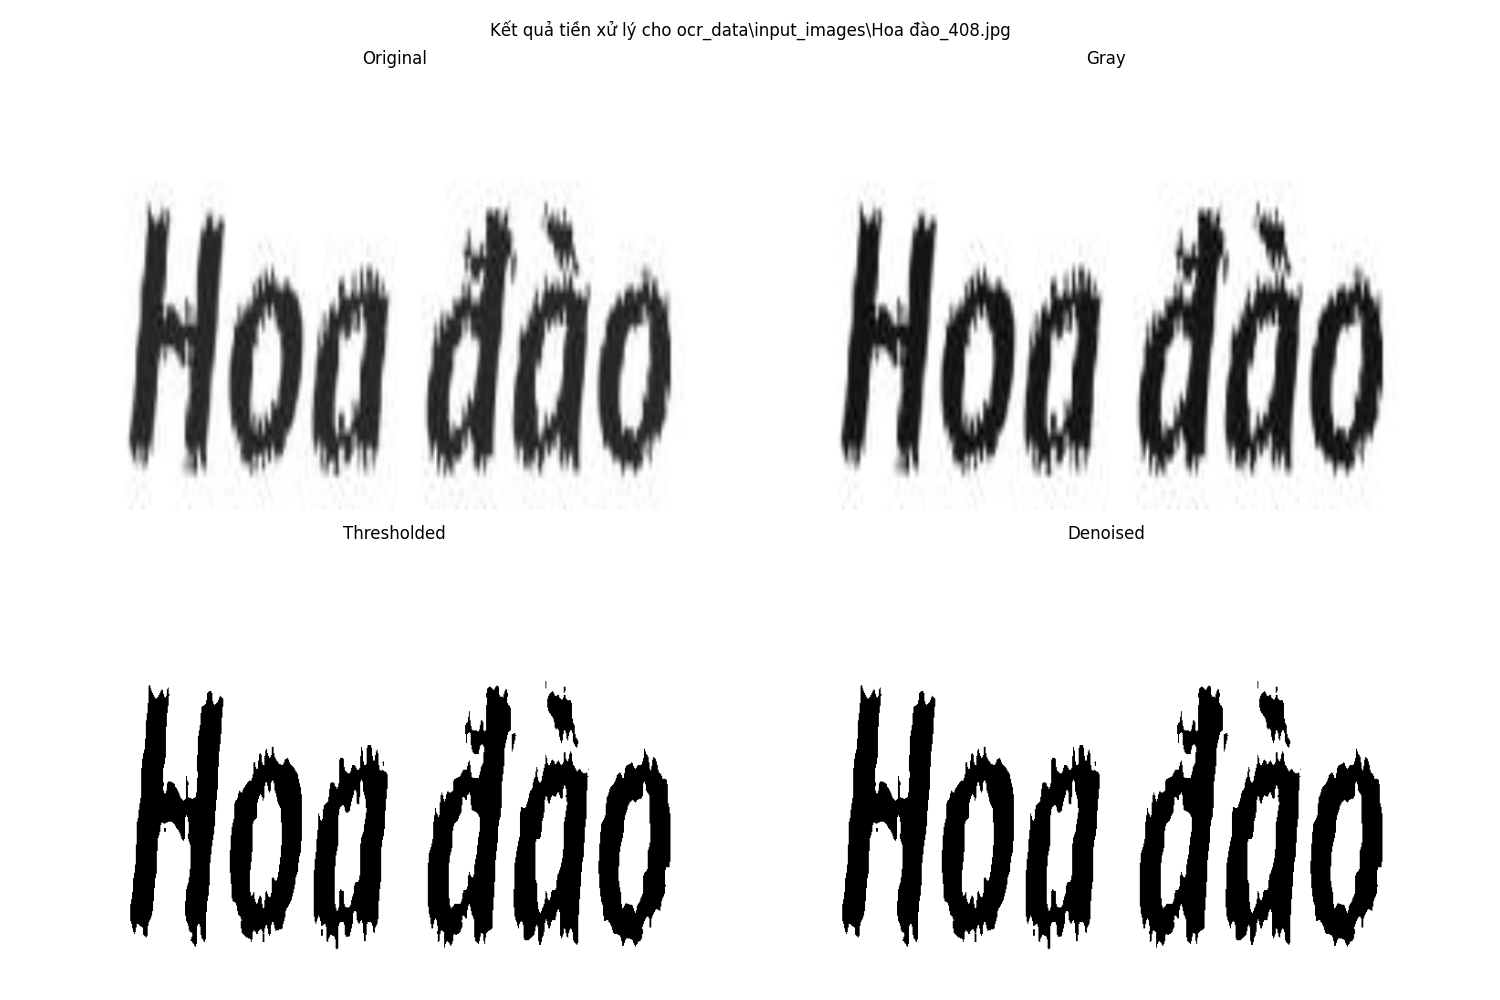 Kết quả tiền xử lý cho ocr_data\input_images\Hoa đào_408.jpg
Original
Gray
Hoa đào
Hoa đào
Thresholded
Denoised
Hoa đào
Hoa đào